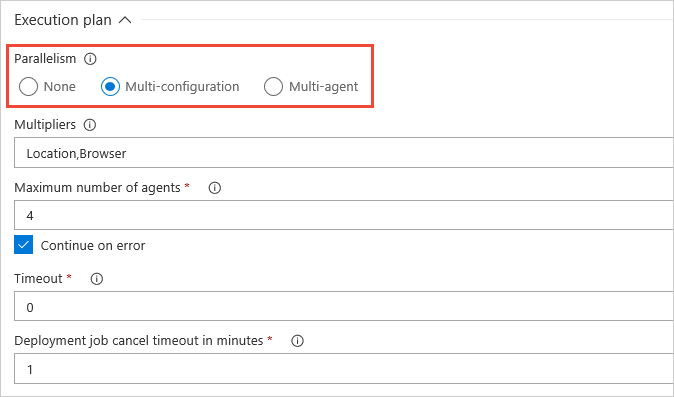 Execution plan
Parallelism
None Multi-configuration Multi-agent
Multipliers
Location,Browser
Maximum number of agents *
4
Continue on error
Timeout *
0
Deployment job cancel timeout in minutes *
1